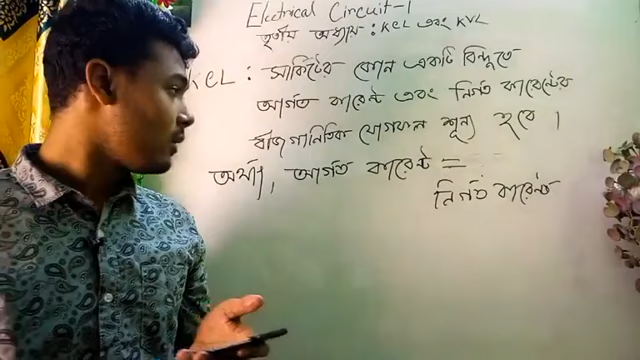 Electrical Circuit-1
তৃতীয় অধ্যায় : KCL এবং KVL
KCL : সার্কিটের কোন একটি বিন্দুতে
আগত কারেন্ট এবং নির্গত কারেন্টের
বীজগানিতিক যোগফল শূন্য হবে ।
অর্থ্যা, আগত কারেন্ট =
নির্গত কারেন্ট